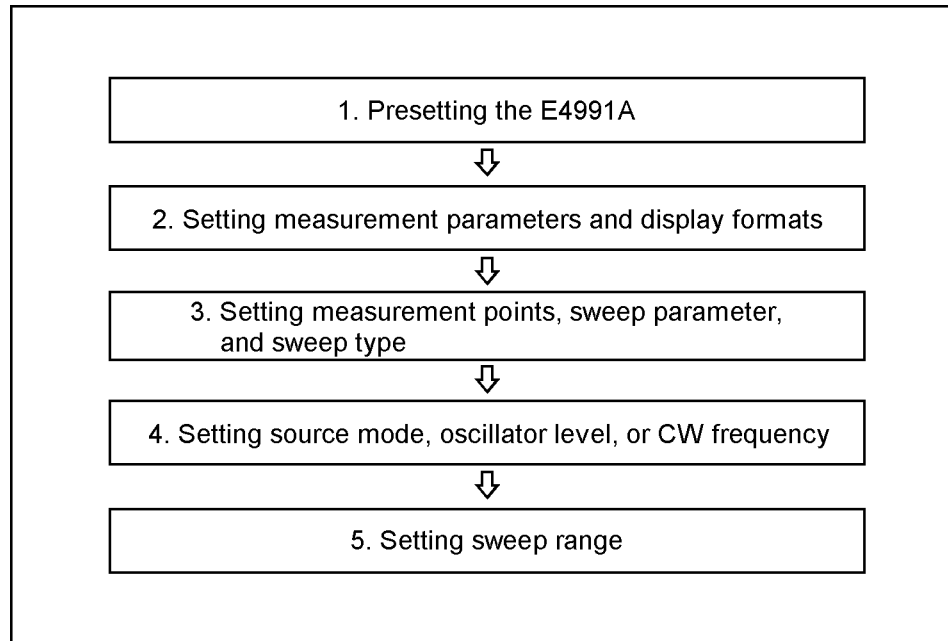 1. Presetting the E4991A
2. Setting measurement parameters and display formats
3. Setting measurement points, sweep parameter,
and sweep type
4. Setting source mode, oscillator level, or CW frequency
5. Setting sweep range